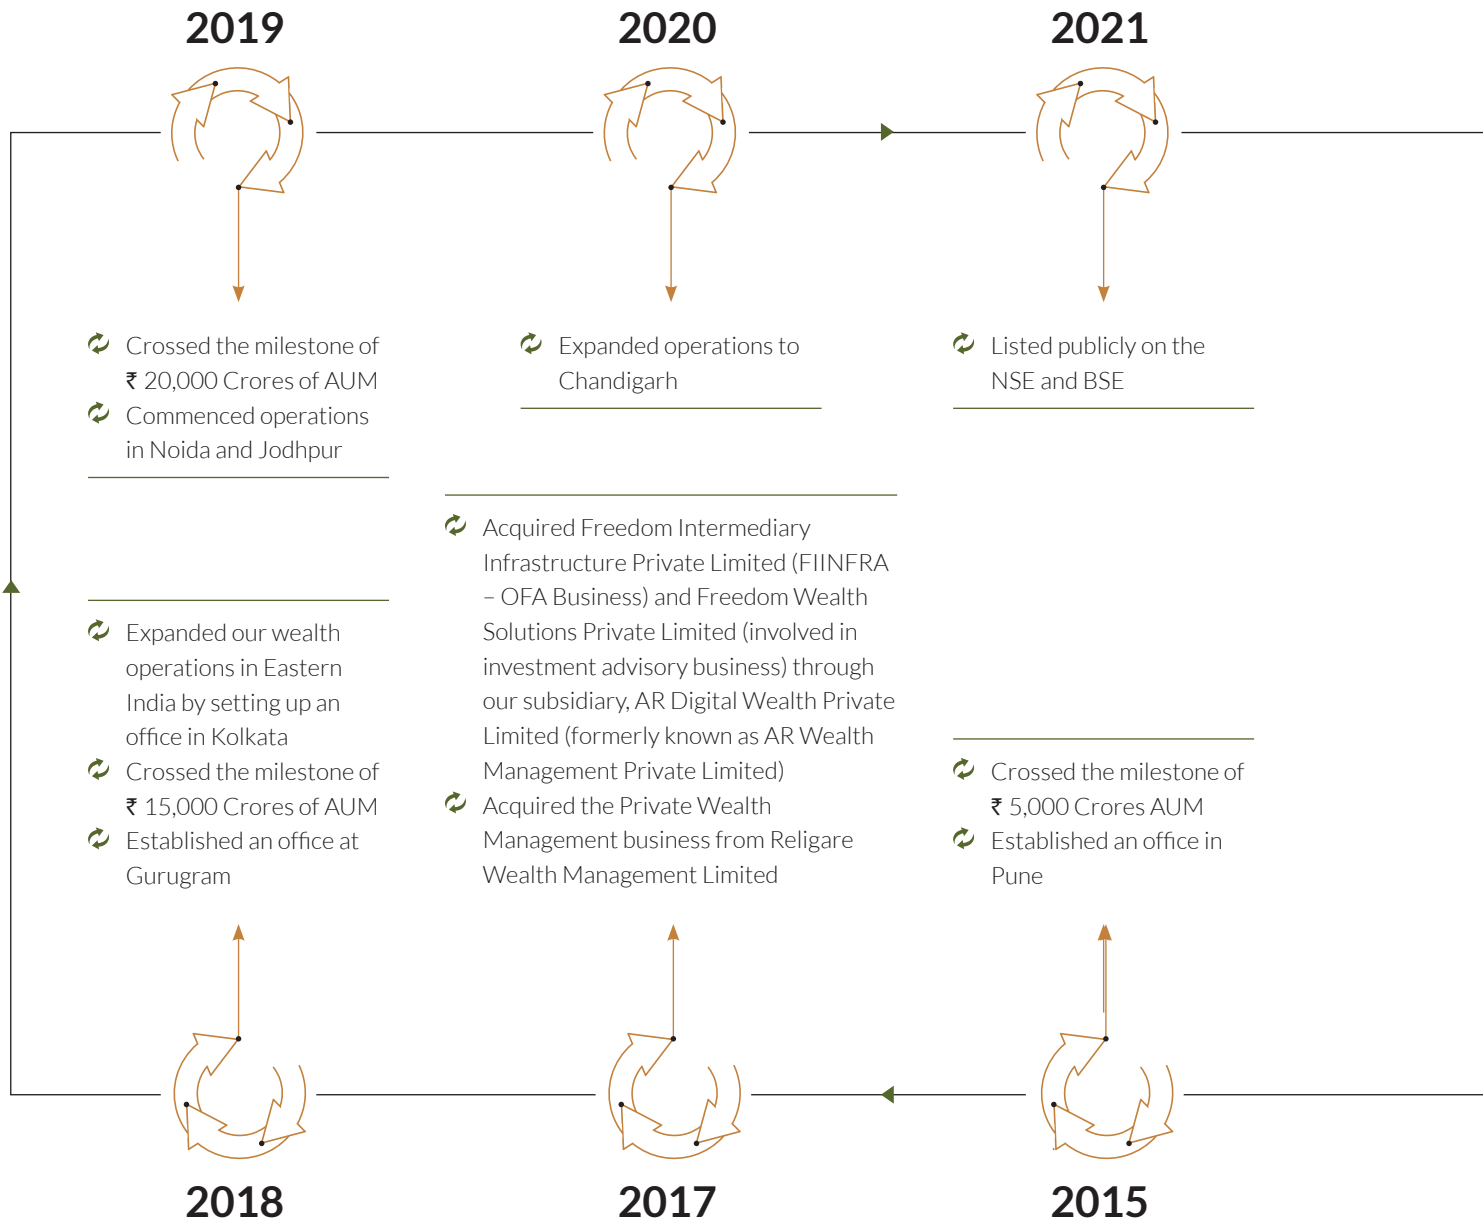 2019
2020
2021
Crossed the milestone of
₹ 20,000 Crores of AUM
Commenced operations
in Noida and Jodhpur
Expanded operations to
Chandigarh
Listed publicly on the
NSE and BSE
Expanded our wealth
operations in Eastern
India by setting up an
office in Kolkata
Crossed the milestone of
₹ 15,000 Crores of AUM
Established an office at
Gurugram
Acquired Freedom Intermediary
Infrastructure Private Limited (FIINFRA
– OFA Business) and Freedom Wealth
Solutions Private Limited (involved in
investment advisory business) through
our subsidiary, AR Digital Wealth Private
Limited (formerly known as AR Wealth
Management Private Limited)
Acquired the Private Wealth
Management business from Religare
Wealth Management Limited
Crossed the milestone of
₹ 5,000 Crores AUM
Established an office in
Pune
2018
2017
2015